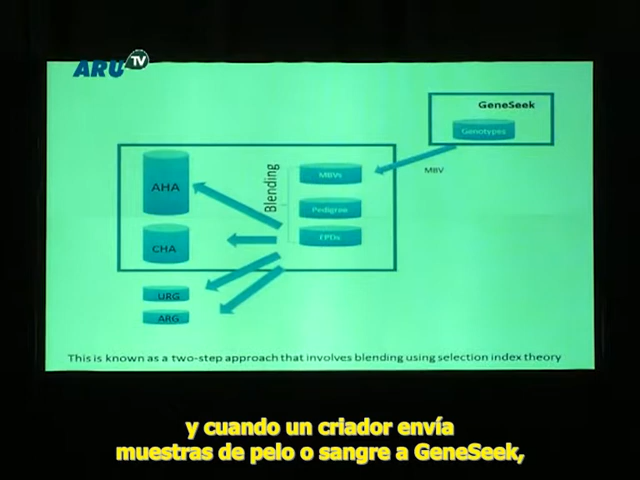 ARU TV
GeneSeek
Genotypes
MBV
Blending
MBVs
Pedigree
EPDs
AHA
CHA
URG
ARG
This is known as a two-step approach that involves blending using selection index theory
y cuando un criador envía
muestras de pelo o sangre a GeneSeek,